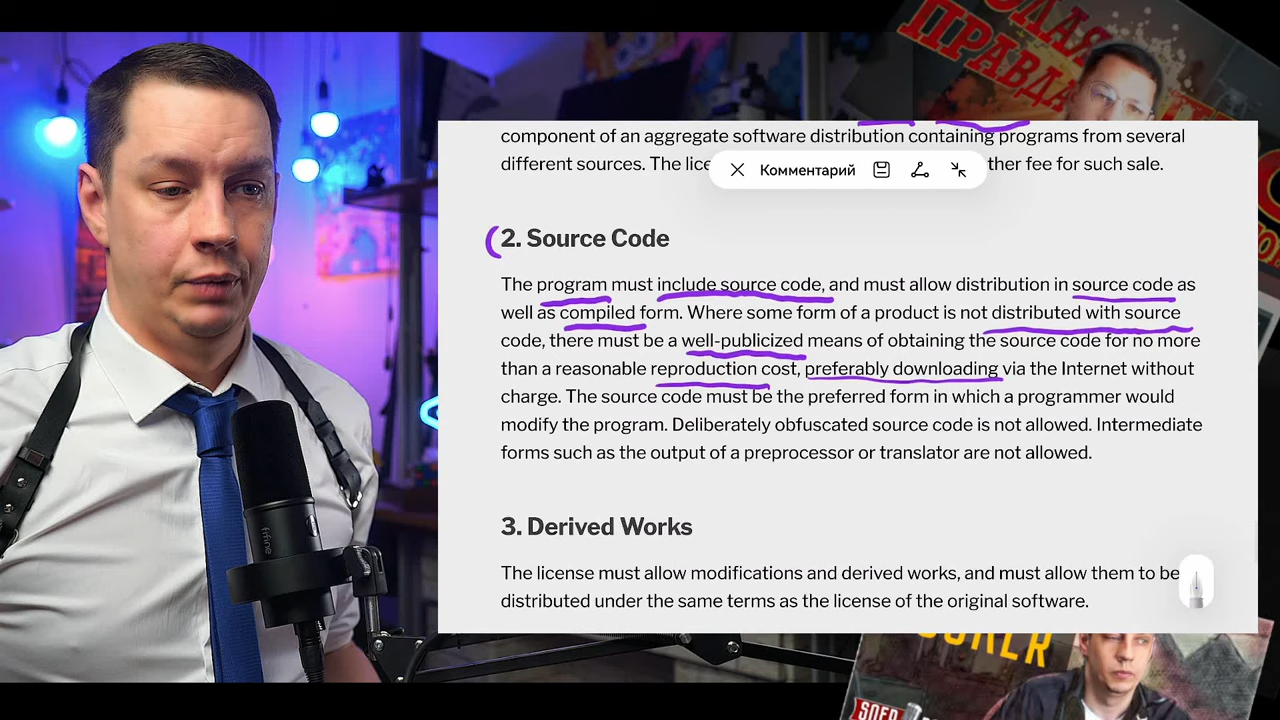 ПРАВДА
component of an aggregate software distribution containing programs from several
different sources. The lice
ther fee for such sale.
Комментарий
2. Source Code
The program must include source code, and must allow distribution in source code as
well as compiled form. Where some form of a product is not distributed with source
code, there must be a well-publicized means of obtaining the source code for no more
than a reasonable reproduction cost, preferably downloading via the Internet without
charge. The source code must be the preferred form in which a programmer would
modify the program. Deliberately obfuscated source code is not allowed. Intermediate
forms such as the output of a preprocessor or translator are not allowed.
3. Derived Works
The license must allow modifications and derived works, and must allow them to be
distributed under the same terms as the license of the original software.
fifine